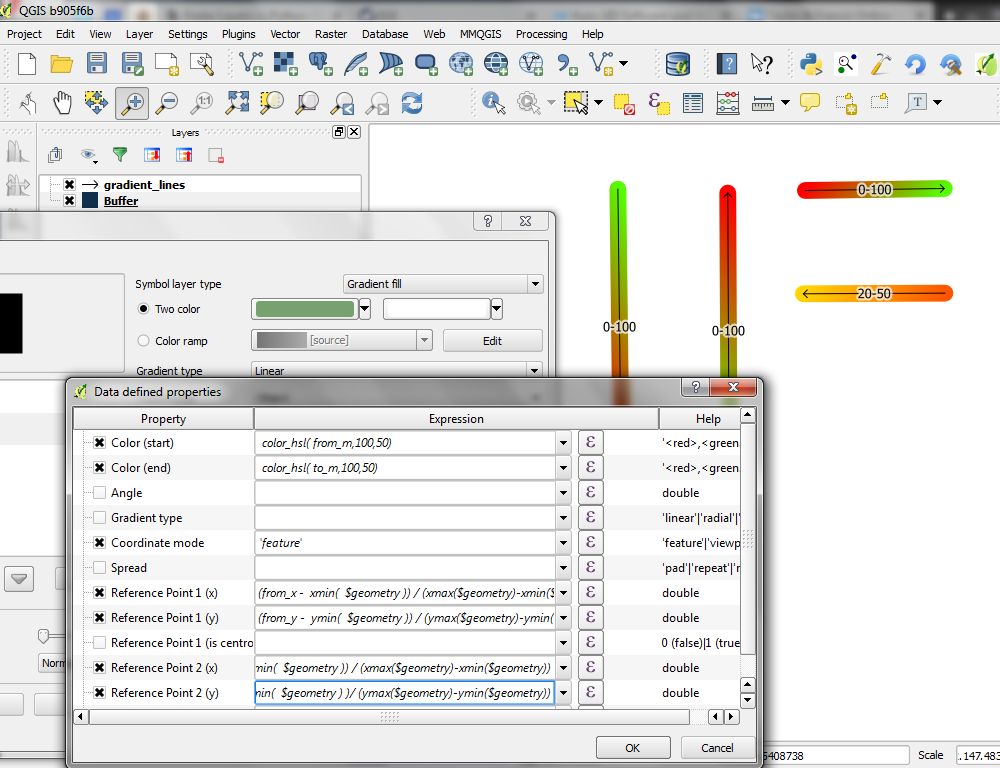 QGIS b905f6b
Project Edit View Layer Settings Plugins Vector Raster Database Web MMQGIS Processing Help
Layers
gradient_lines
Buffer
Symbol layer type Gradient fill
Two color
Color ramp [source] Edit
Gradient type Linear
0-100
20-50
0-100
0-100
Data defined properties
Property Expression Help
Color (start) color_hsl( from_m,100,50) '<red>,<green
Color (end) color_hsl( to_m,100,50) '<red>,<green
Angle double
Gradient type 'linear'|'radial'|'
Coordinate mode 'feature' 'feature'|'viewp
Spread 'pad'|'repeat'|'r
Reference Point 1 (x) (from_x - xmin( $geometry )) / (xmax($geometry)-xmin($ double
Reference Point 1 (y) (from_y - ymin( $geometry )) / (ymax($geometry)-ymin( double
Reference Point 1 (is centro 0 (false)|1 (true
Reference Point 2 (x) min( $geometry )) / (xmax($geometry)-xmin($geometry)) double
Reference Point 2 (y) min( $geometry ) )/ (ymax($geometry)-ymin($geometry)) double
Norm
OK Cancel
6408738 Scale .147.483